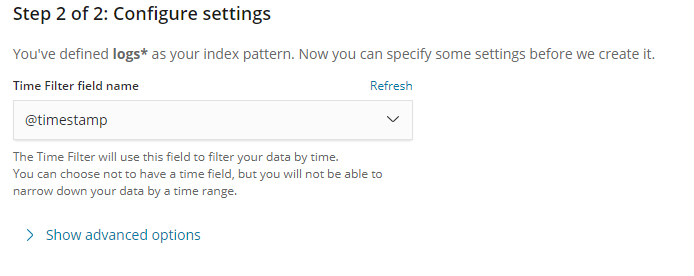 Step 2 of 2: Configure settings
You've defined logs* as your index pattern. Now you can specify some settings before we create it.
Time Filter field name
Refresh
@timestamp
The Time Filter will use this field to filter your data by time.
You can choose not to have a time field, but you will not be able to
narrow down your data by a time range.
Show advanced options